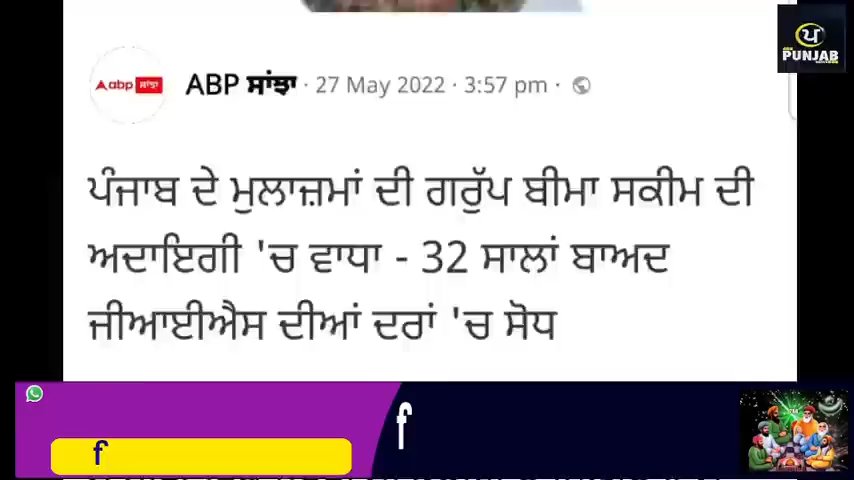 PUNJAB
abp ਸਾਂਝਾ
ABP ਸਾਂਝਾ · 27 May 2022 · 3:57 pm ·
ਪੰਜਾਬ ਦੇ ਮੁਲਾਜ਼ਮਾਂ ਦੀ ਗਰੁੱਪ ਬੀਮਾ ਸਕੀਮ ਦੀ
ਅਦਾਇਗੀ 'ਚ ਵਾਧਾ - 32 ਸਾਲਾਂ ਬਾਅਦ
ਜੀਆਈਐਸ ਦੀਆਂ ਦਰਾਂ 'ਚ ਸੋਧ